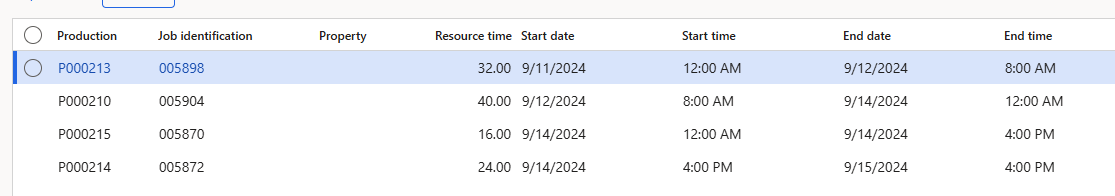 Production Job identification Property Resource time Start date Start time End date End time
P000213 005898 32.00 9/11/2024 12:00 AM 9/12/2024 8:00 AM
P000210 005904 40.00 9/12/2024 8:00 AM 9/14/2024 12:00 AM
P000215 005870 16.00 9/14/2024 12:00 AM 9/14/2024 4:00 PM
P000214 005872 24.00 9/14/2024 4:00 PM 9/15/2024 4:00 PM